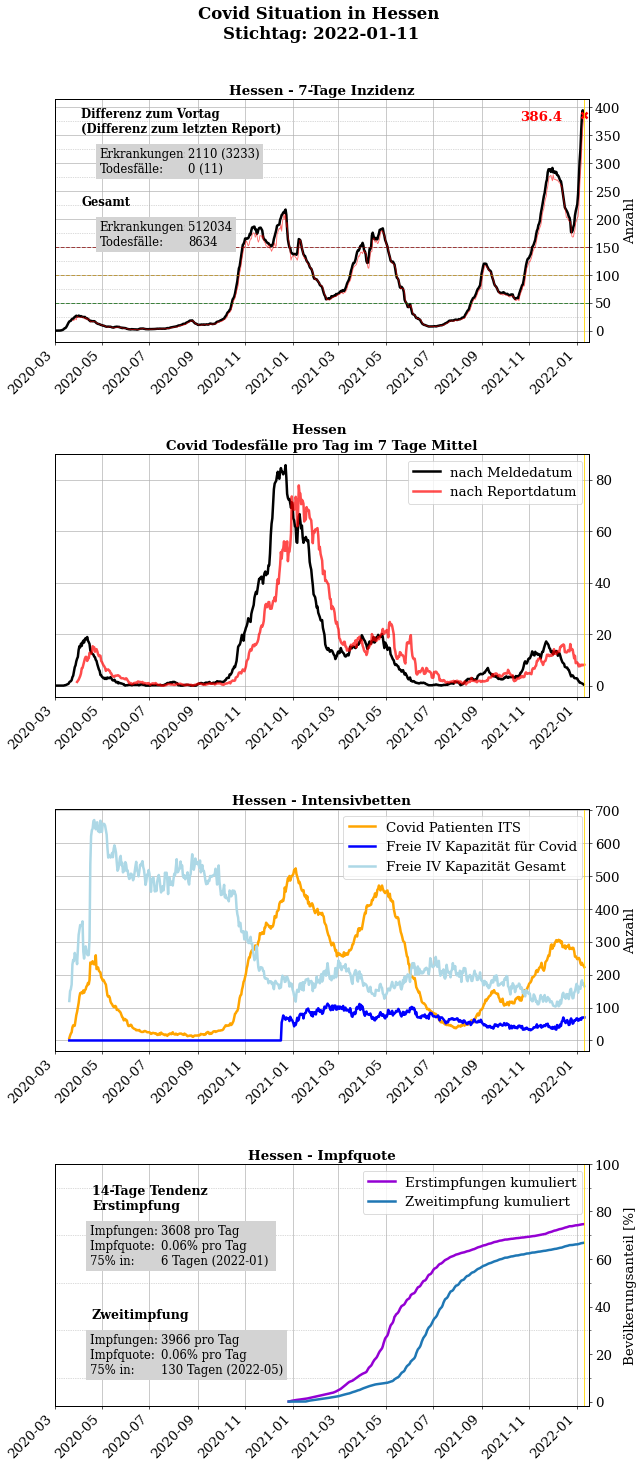 Covid Situation in Hessen
Stichtag: 2022-01-11
Hessen - 7-Tage Inzidenz
Differenz zum Vortag
(Differenz zum letzten Report)
Erkrankungen 2110 (3233)
Todesfälle: 0 (11)
Gesamt
Erkrankungen 512034
Todesfälle: 8634
386.4
400
350
300
250
200
150
100
50
0
Anzahl
2020-03
2020-05
2020-07
2020-09
2020-11
2021-01
2021-03
2021-05
2021-07
2021-09
2021-11
2022-01
Hessen
Covid Todesfälle pro Tag im 7 Tage Mittel
nach Meldedatum
nach Reportdatum
80
60
40
20
0
2020-03
2020-05
2020-07
2020-09
2020-11
2021-01
2021-03
2021-05
2021-07
2021-09
2021-11
2022-01
Hessen - Intensivbetten
Covid Patienten ITS
Freie IV Kapazität für Covid
Freie IV Kapazität Gesamt
700
600
500
400
300
200
100
0
Anzahl
2020-03
2020-05
2020-07
2020-09
2020-11
2021-01
2021-03
2021-05
2021-07
2021-09
2021-11
2022-01
Hessen - Impfquote
14-Tage Tendenz
Erstimpfung
Impfungen: 3608 pro Tag
Impfquote: 0.06% pro Tag
75% in: 6 Tagen (2022-01)
Zweitimpfung
Impfungen: 3966 pro Tag
Impfquote: 0.06% pro Tag
75% in: 130 Tagen (2022-05)
Erstimpfungen kumuliert
Zweitimpfung kumuliert
100
80
60
40
20
0
Bevölkerungsanteil [%]
2020-03
2020-05
2020-07
2020-09
2020-11
2021-01
2021-03
2021-05
2021-07
2021-09
2021-11
2022-01